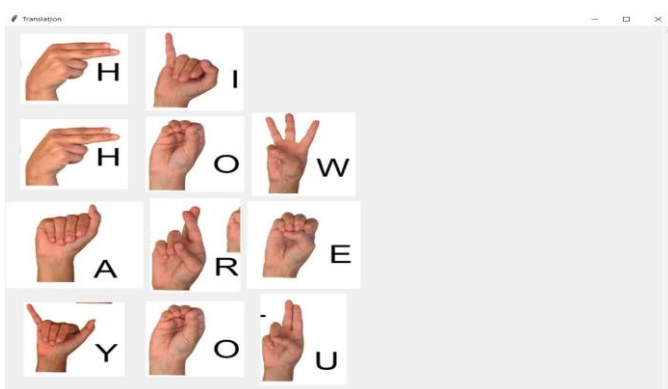 Translation
H I
H O W
A R E
Y O U